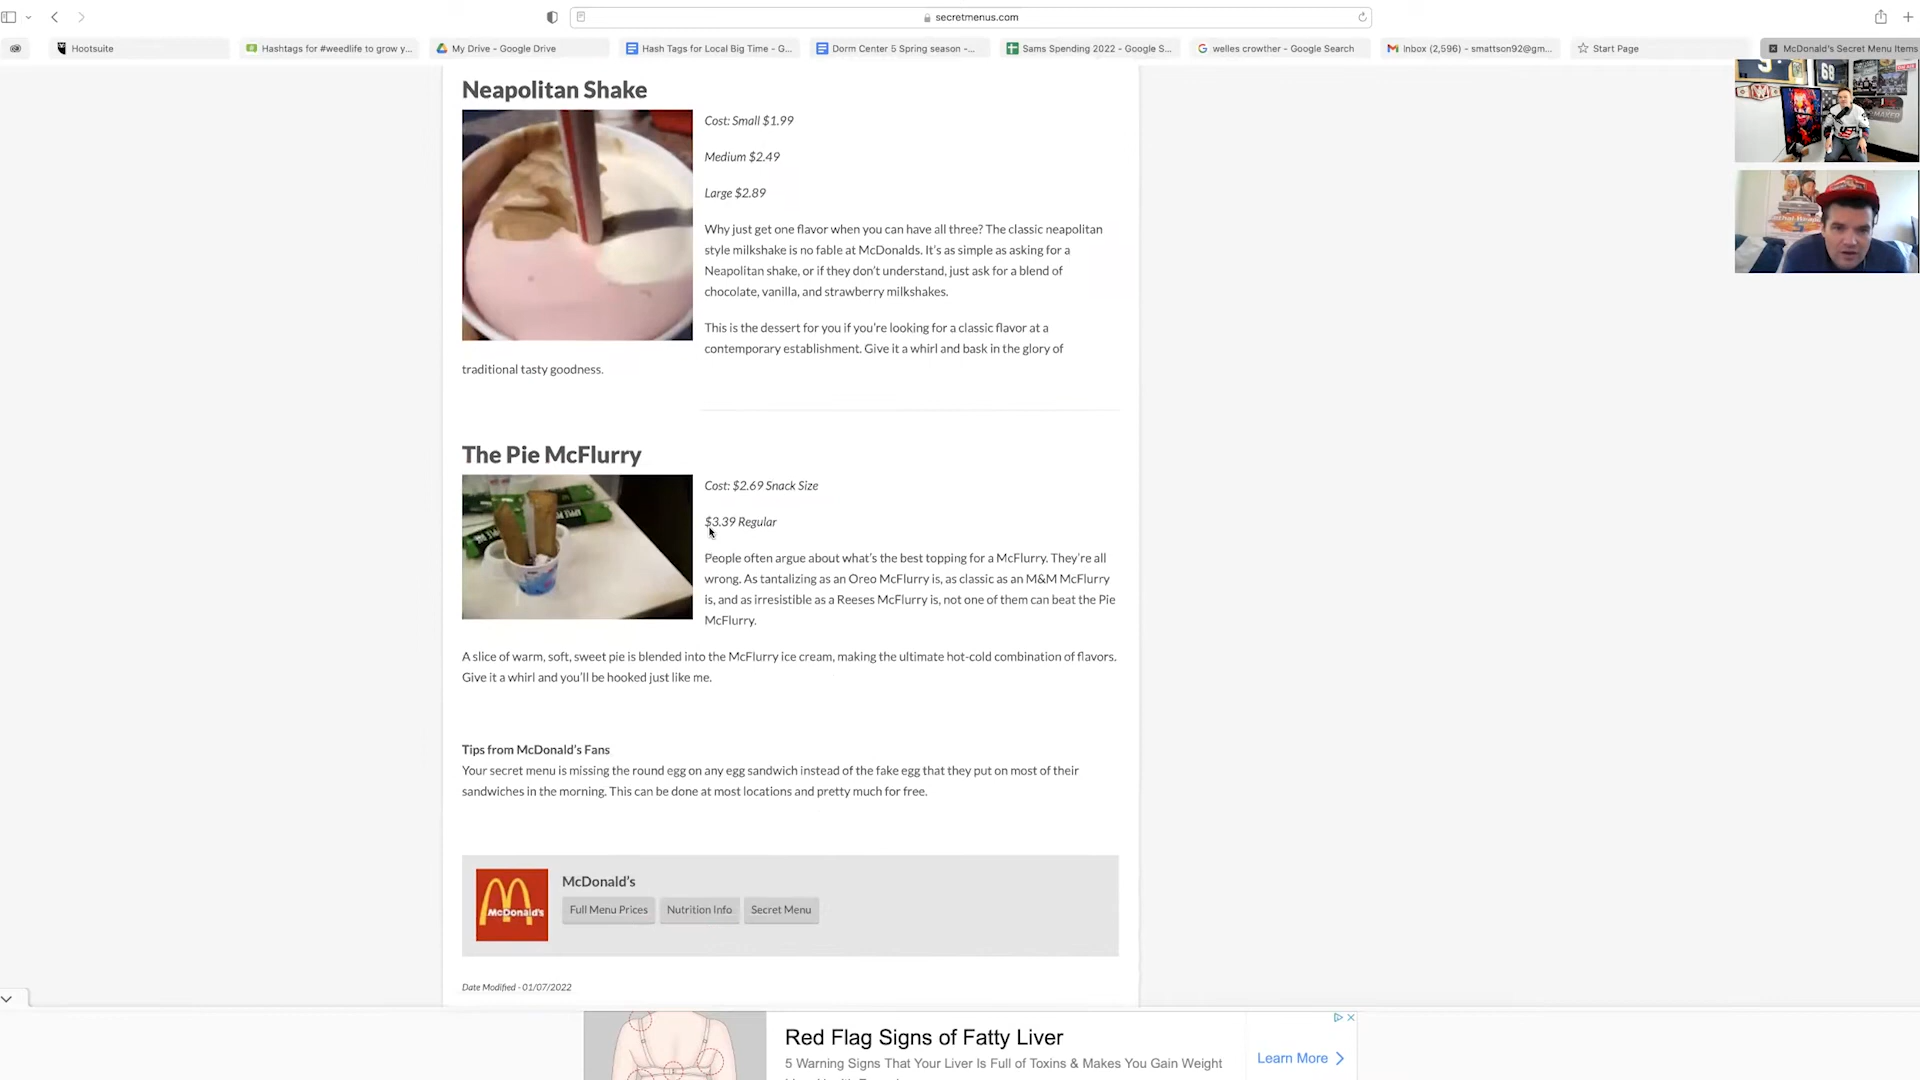 secretmenus.com
Hootsuite
Hashtags for #weedlife to grow y...
My Drive - Google Drive
Hash Tags for Local Big Time - G...
Dorm Center 5 Spring season -...
Sams Spending 2022 - Google S...
welles crowther - Google Search
Inbox (2,596) - smattson92@gm...
Start Page
McDonald's Secret Menu Items
Neapolitan Shake
Cost: Small $1.99
Medium $2.49
Large $2.89
Why just get one flavor when you can have all three? The classic neapolitan
style milkshake is no fable at McDonalds. It's as simple as asking for a
Neapolitan shake, or if they don't understand, just ask for a blend of
chocolate, vanilla, and strawberry milkshakes.
This is the dessert for you if you're looking for a classic flavor at a
contemporary establishment. Give it a whirl and bask in the glory of
traditional tasty goodness.
The Pie McFlurry
Cost: $2.69 Snack Size
$3.39 Regular
People often argue about what's the best topping for a McFlurry. They're all
wrong. As tantalizing as an Oreo McFlurry is, as classic as an M&M McFlurry
is, and as irresistible as a Reeses McFlurry is, not one of them can beat the Pie
McFlurry.
A slice of warm, soft, sweet pie is blended into the McFlurry ice cream, making the ultimate hot-cold combination of flavors.
Give it a whirl and you'll be hooked just like me.
Tips from McDonald's Fans
Your secret menu is missing the round egg on any egg sandwich instead of the fake egg that they put on most of their
sandwiches in the morning. This can be done at most locations and pretty much for free.
McDonald's
McDonald's
Full Menu Prices
Nutrition Info
Secret Menu
Date Modified - 01/07/2022
Red Flag Signs of Fatty Liver
5 Warning Signs That Your Liver Is Full of Toxins & Makes You Gain Weight
Learn More